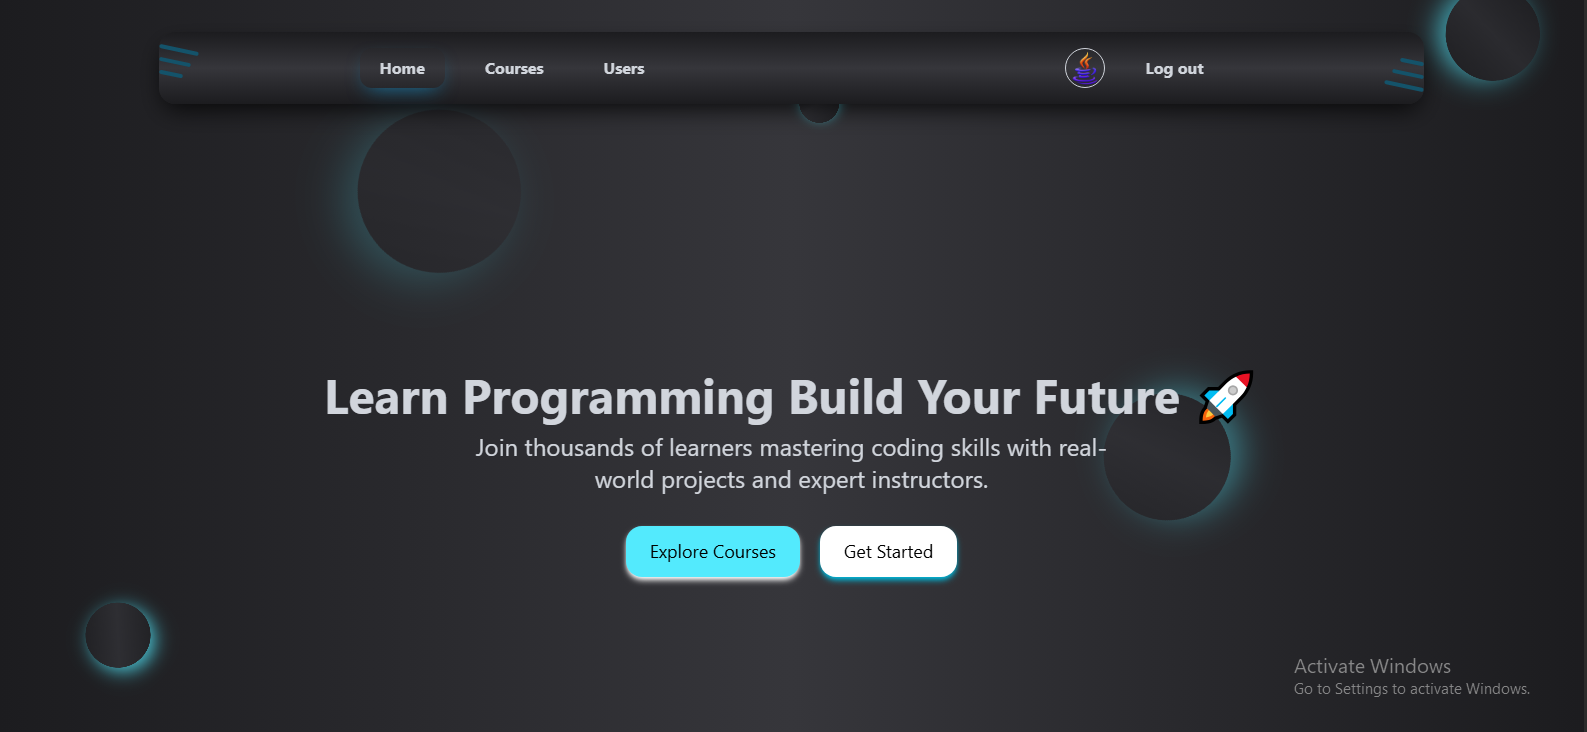 Home Courses Users Log out
Learn Programming Build Your Future 🚀
Join thousands of learners mastering coding skills with real-
world projects and expert instructors.
Explore Courses Get Started
Activate Windows
Go to Settings to activate Windows.